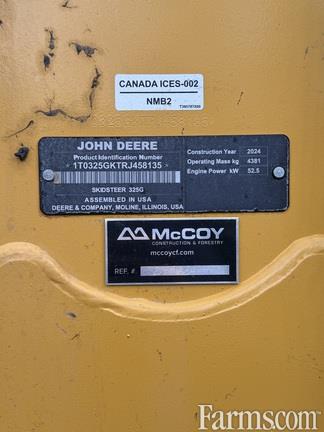 CANADA ICES-002
NMB2
JOHN DEERE
Product Identification Number
*1T0325GKTRJ458135*
SKIDSTEER 325G
ASSEMBLED IN USA
DEERE & COMPANY, MOLINE, ILLINOIS, USA
Construction Year 2024
Operating Mass kg 4381
Engine Power kW 52.5
McCOY
CONSTRUCTION & FORESTRY
mccoycf.com
REF. #
Farms.com